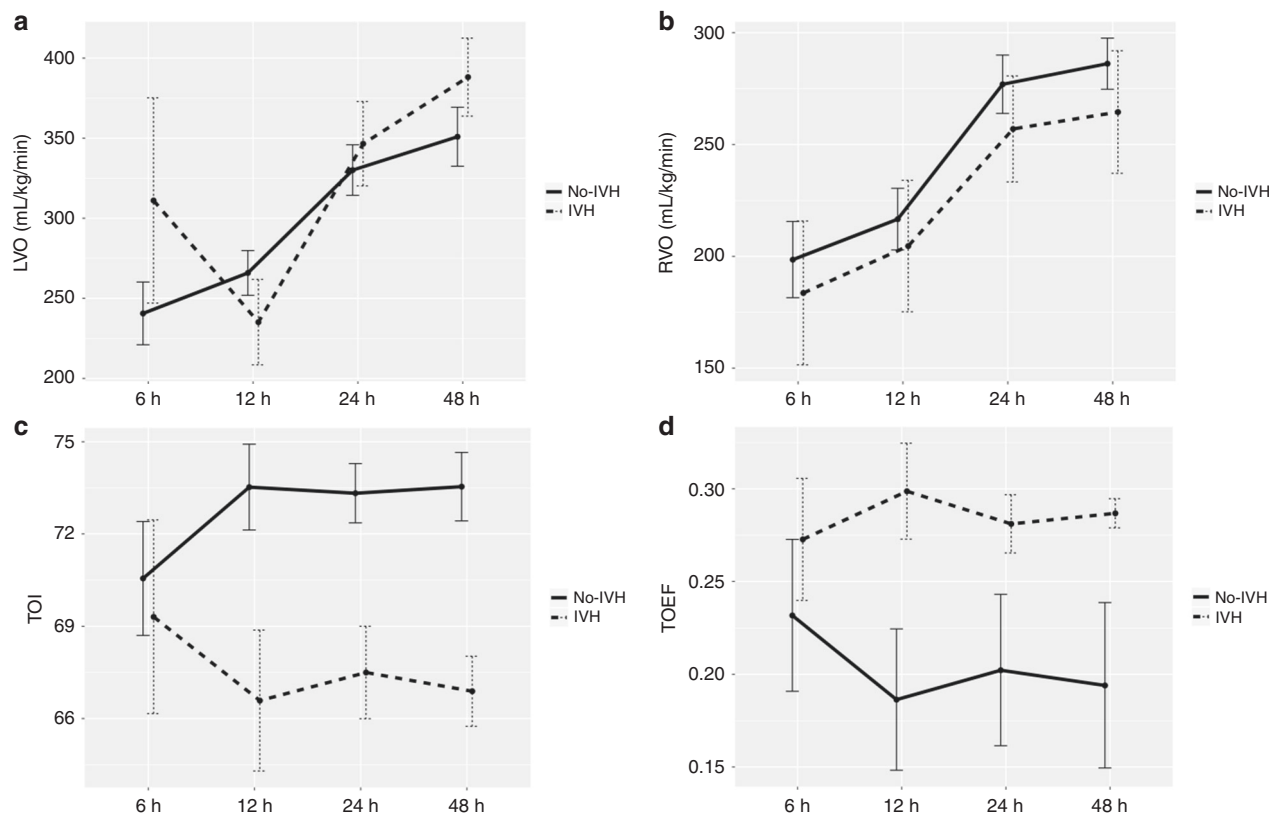 a
400
350
300
250
200
LVO (mL/kg/min)
6 h 12 h 24 h 48 h
No-IVH
IVH
b
300
250
200
150
RVO (mL/kg/min)
6 h 12 h 24 h 48 h
No-IVH
IVH
c
75
72
69
66
TOI
6 h 12 h 24 h 48 h
No-IVH
IVH
d
0.30
0.25
0.20
0.15
TOEF
6 h 12 h 24 h 48 h
No-IVH
IVH